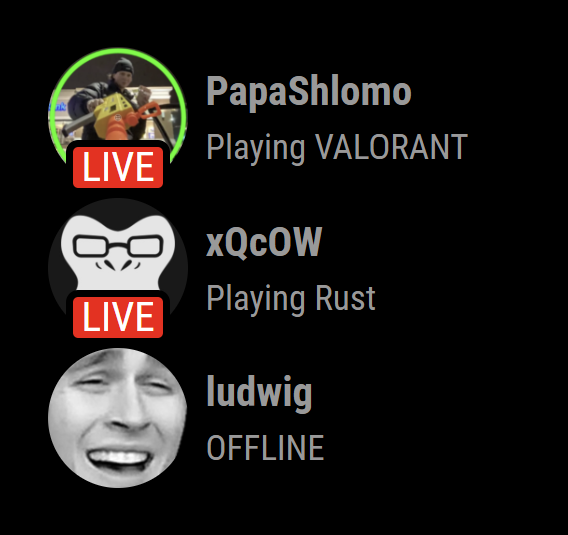 PapaShlomo
Playing VALORANT
LIVE
xQcOW
Playing Rust
LIVE
ludwig
OFFLINE